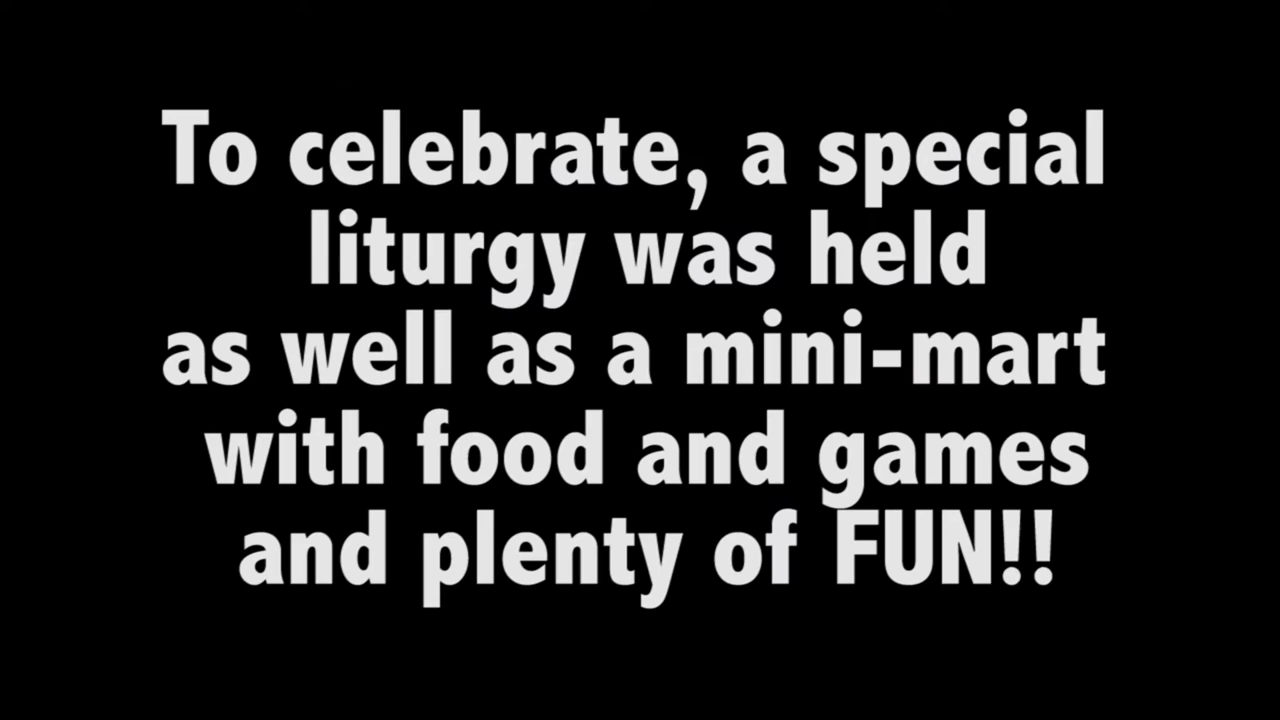 To celebrate, a special
liturgy was held
as well as a mini-mart
with food and games
and plenty of FUN!!